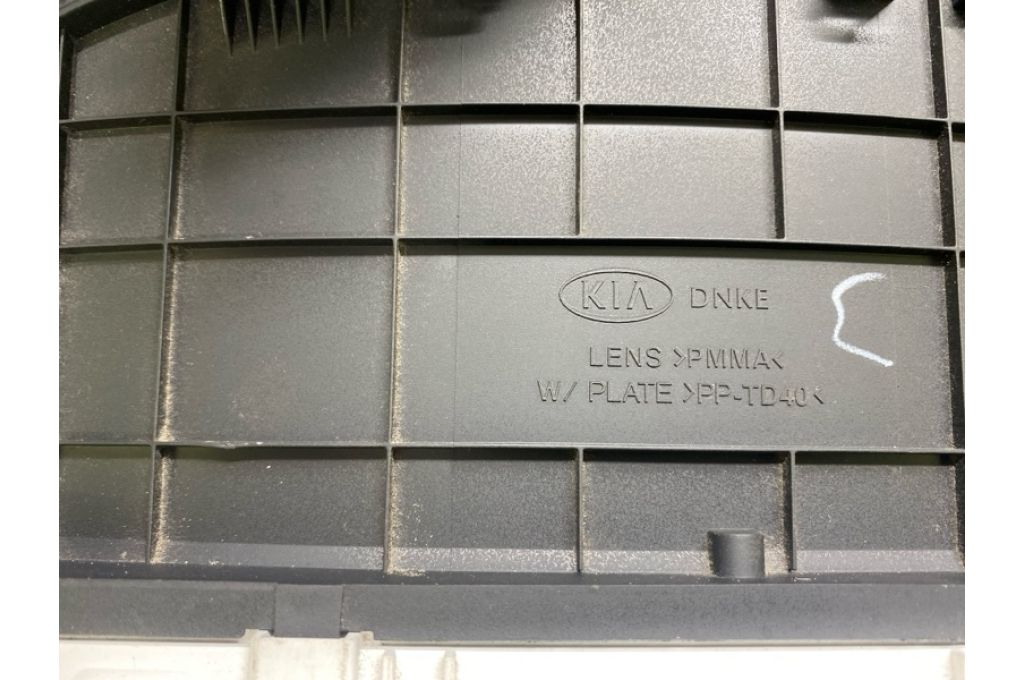 KIA DNKE
LENS >PMMA<
W/ PLATE >PP-TD40<